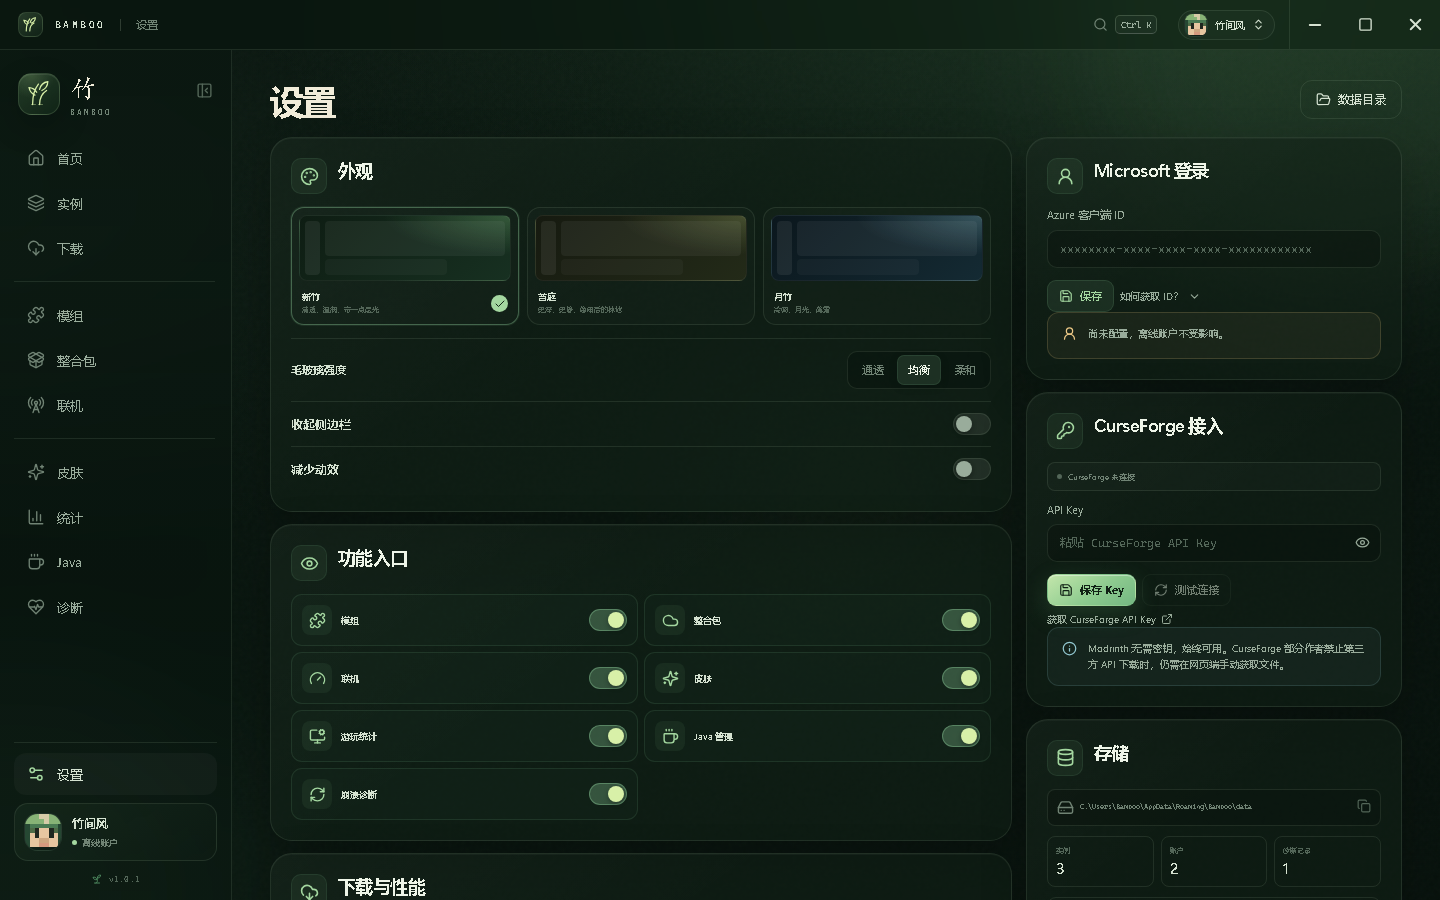 BAMBOO
设置
Ctrl K
竹间风
竹
BAMBOO
首页
实例
下载
模组
整合包
联机
皮肤
统计
Java
诊断
设置
竹间风
离线账户
v1.0.1
设置
数据目录
外观
新竹
苔庭
月竹
毛玻璃强度
通透
均衡
柔和
收起侧边栏
减少动效
功能入口
模组
整合包
联机
皮肤
游玩统计
Java 管理
崩溃诊断
下载与性能
Microsoft 登录
Azure 客户端 ID
xxxxxxxx-xxxx-xxxx-xxxx-xxxxxxxxxxxx
保存
如何获取 ID？
尚未配置，离线账户不受影响。
CurseForge 接入
CurseForge 未连接
API Key
粘贴 CurseForge API Key
保存 Key
测试连接
获取 CurseForge API Key
Modrinth 无需密钥，始终可用。CurseForge 部分作者禁止第三
方 API 下载时，仍需在网页端手动获取文件。
存储
C:\Users\Bamboo\AppData\Roaming\Bamboo\data
实例
3
账户
2
诊断记录
1